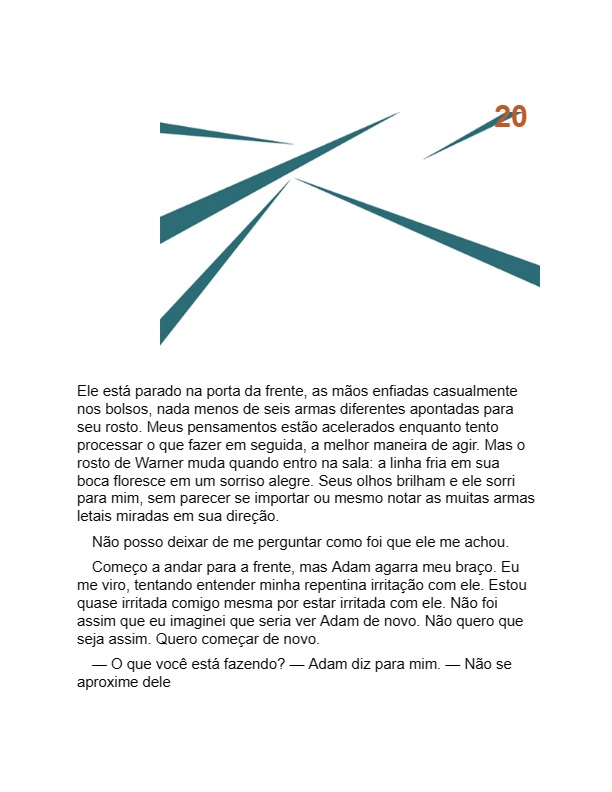 20
Ele está parado na porta da frente, as mãos enfiadas casualmente
nos bolsos, nada menos de seis armas diferentes apontadas para
seu rosto. Meus pensamentos estão acelerados enquanto tento
processar o que fazer em seguida, a melhor maneira de agir. Mas o
rosto de Warner muda quando entro na sala: a linha fria em sua
boca floresce em um sorriso alegre. Seus olhos brilham e ele sorri
para mim, sem parecer se importar ou mesmo notar as muitas armas
letais miradas em sua direção.
Não posso deixar de me perguntar como foi que ele me achou.
Começo a andar para a frente, mas Adam agarra meu braço. Eu
me viro, tentando entender minha repentina irritação com ele. Estou
quase irritada comigo mesma por estar irritada com ele. Não foi
assim que eu imaginei que seria ver Adam de novo. Não quero que
seja assim. Quero começar de novo.
— O que você está fazendo? — Adam diz para mim. — Não se
aproxime dele